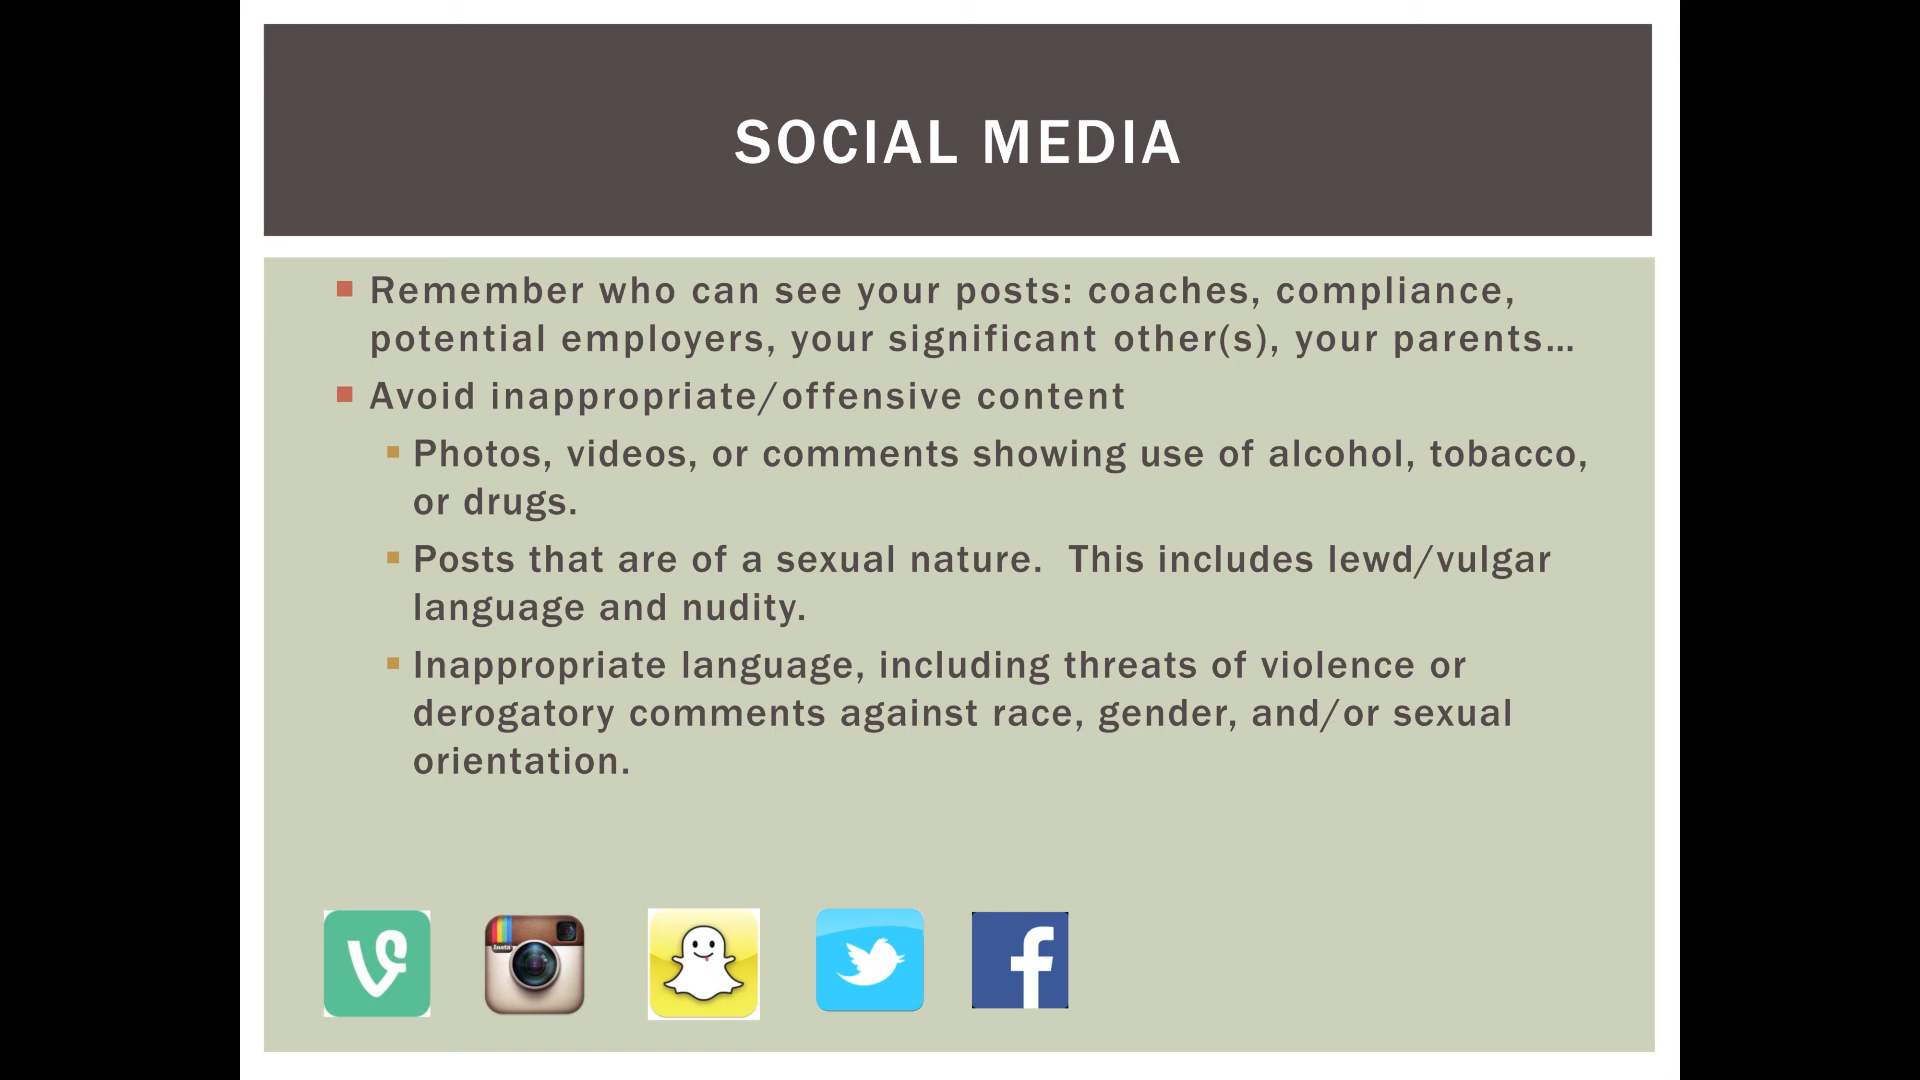 SOCIAL MEDIA
Remember who can see your posts: coaches, compliance,
potential employers, your significant other(s), your parents…
Avoid inappropriate/offensive content
Photos, videos, or comments showing use of alcohol, tobacco,
or drugs.
Posts that are of a sexual nature.  This includes lewd/vulgar
language and nudity.
Inappropriate language, including threats of violence or
derogatory comments against race, gender, and/or sexual
orientation.
Insta